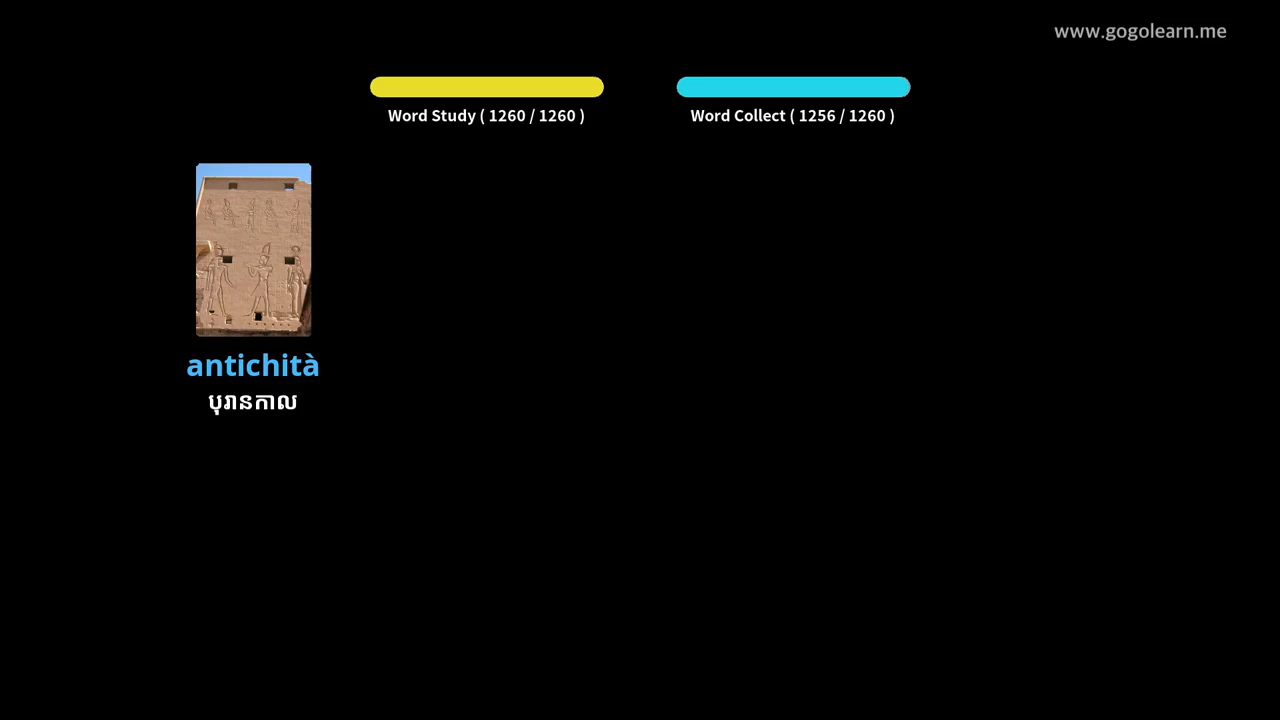 www.gogolearn.me
Word Study ( 1260 / 1260 )
Word Collect ( 1256 / 1260 )
antichità
បុរានកាល